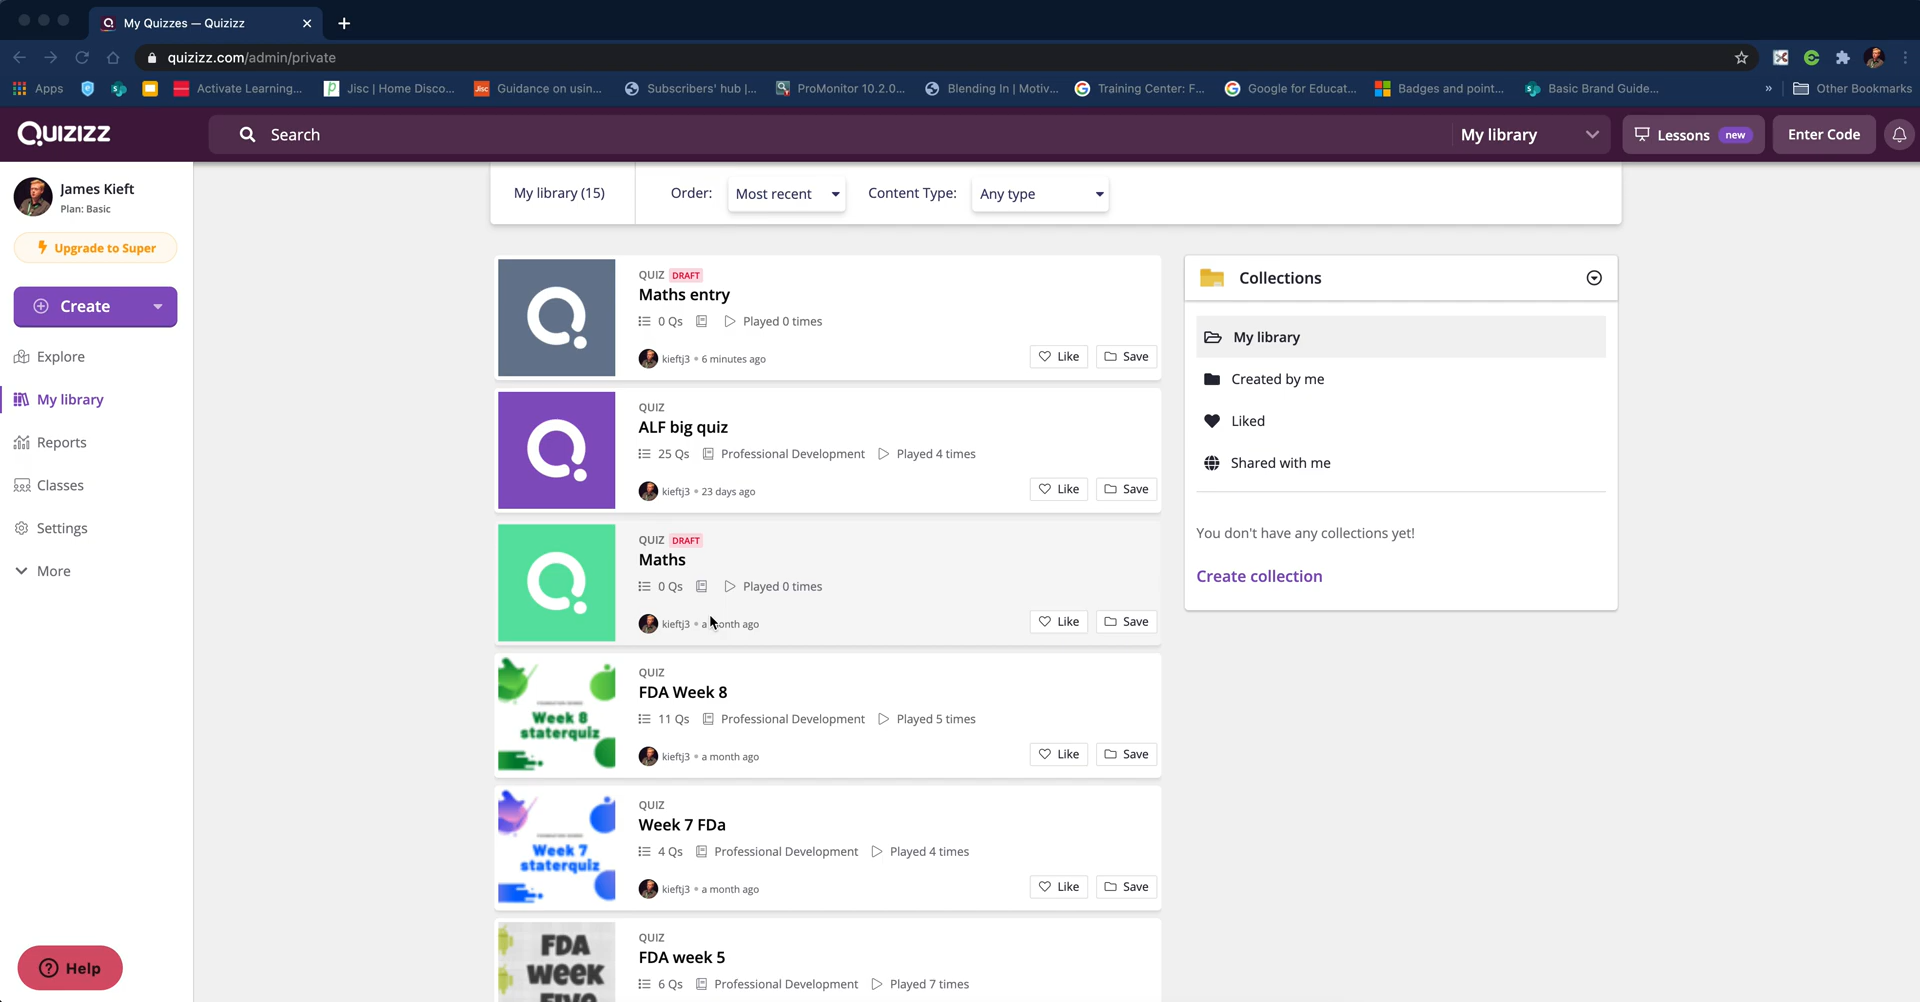 My Quizzes — Quizizz
quizizz.com/admin/private
Apps
Activate Learning...
Jisc | Home Disco...
Jisc
Guidance on usin...
Subscribers' hub |...
ProMonitor 10.2.0...
Blending In | Motiv...
Training Center: F...
Google for Educat...
Badges and point...
Basic Brand Guide...
»
Other Bookmarks
QUIZIZZ
Search
My library
Lessons new
Enter Code
James Kieft
Plan: Basic
Upgrade to Super
Create
Explore
My library
Reports
Classes
Settings
More
Help
My library (15)
Order:
Most recent
Content Type:
Any type
QUIZ DRAFT
Maths entry
0 Qs
Played 0 times
kieftj3 • 6 minutes ago
Like
Save
QUIZ
ALF big quiz
25 Qs
Professional Development
Played 4 times
kieftj3 • 23 days ago
Like
Save
QUIZ DRAFT
Maths
0 Qs
Played 0 times
kieftj3 • a month ago
Like
Save
Week 8
staterquiz
QUIZ
FDA Week 8
11 Qs
Professional Development
Played 5 times
kieftj3 • a month ago
Like
Save
Week 7
staterquiz
QUIZ
Week 7 FDa
4 Qs
Professional Development
Played 4 times
kieftj3 • a month ago
Like
Save
FDA
WEEK
FIVE
QUIZ
FDA week 5
6 Qs
Professional Development
Played 7 times
Collections
My library
Created by me
Liked
Shared with me
You don't have any collections yet!
Create collection